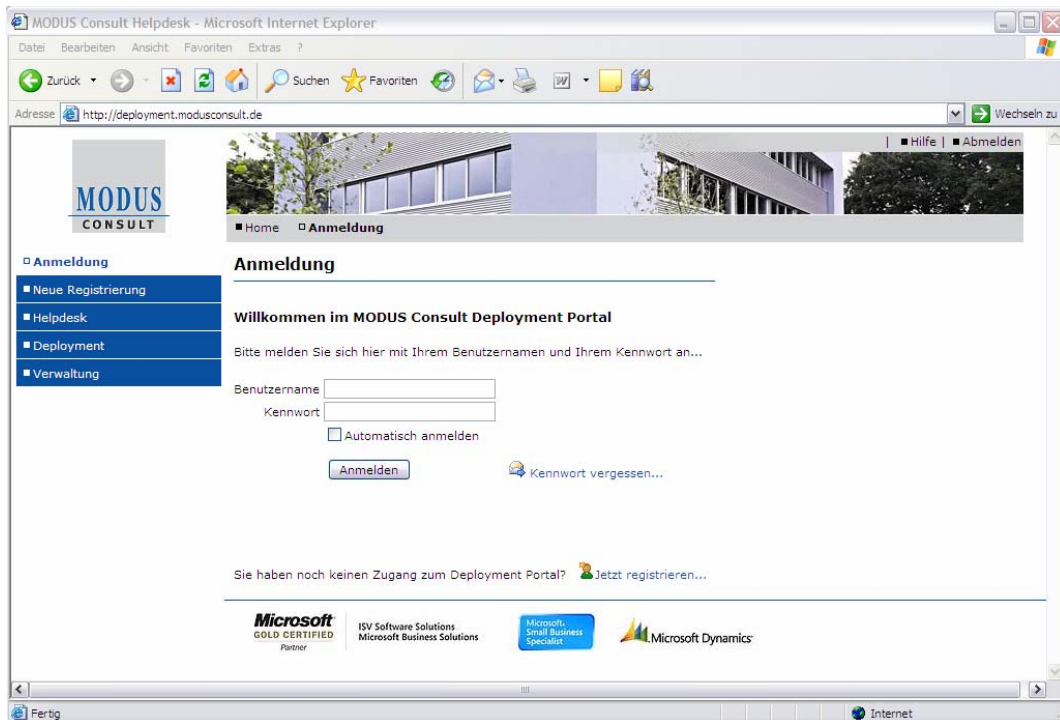 MODUS Consult Helpdesk - Microsoft Internet Explorer
Datei Bearbeiten Ansicht Favoriten Extras ?
Zurück Suchen Favoriten
Adresse http://deployment.modusconsult.de Wechseln zu
| Hilfe | Abmelden
MODUS
CONSULT
Home Anmeldung
Anmeldung
Neue Registrierung
Helpdesk
Deployment
Verwaltung
Anmeldung
Willkommen im MODUS Consult Deployment Portal
Bitte melden Sie sich hier mit Ihrem Benutzernamen und Ihrem Kennwort an...
Benutzername
Kennwort
Automatisch anmelden
Anmelden Kennwort vergessen...
Sie haben noch keinen Zugang zum Deployment Portal? Jetzt registrieren...
Microsoft
GOLD CERTIFIED
Partner
ISV Software Solutions
Microsoft Business Solutions
Microsoft
Small Business
Specialist
Microsoft Dynamics
Fertig Internet